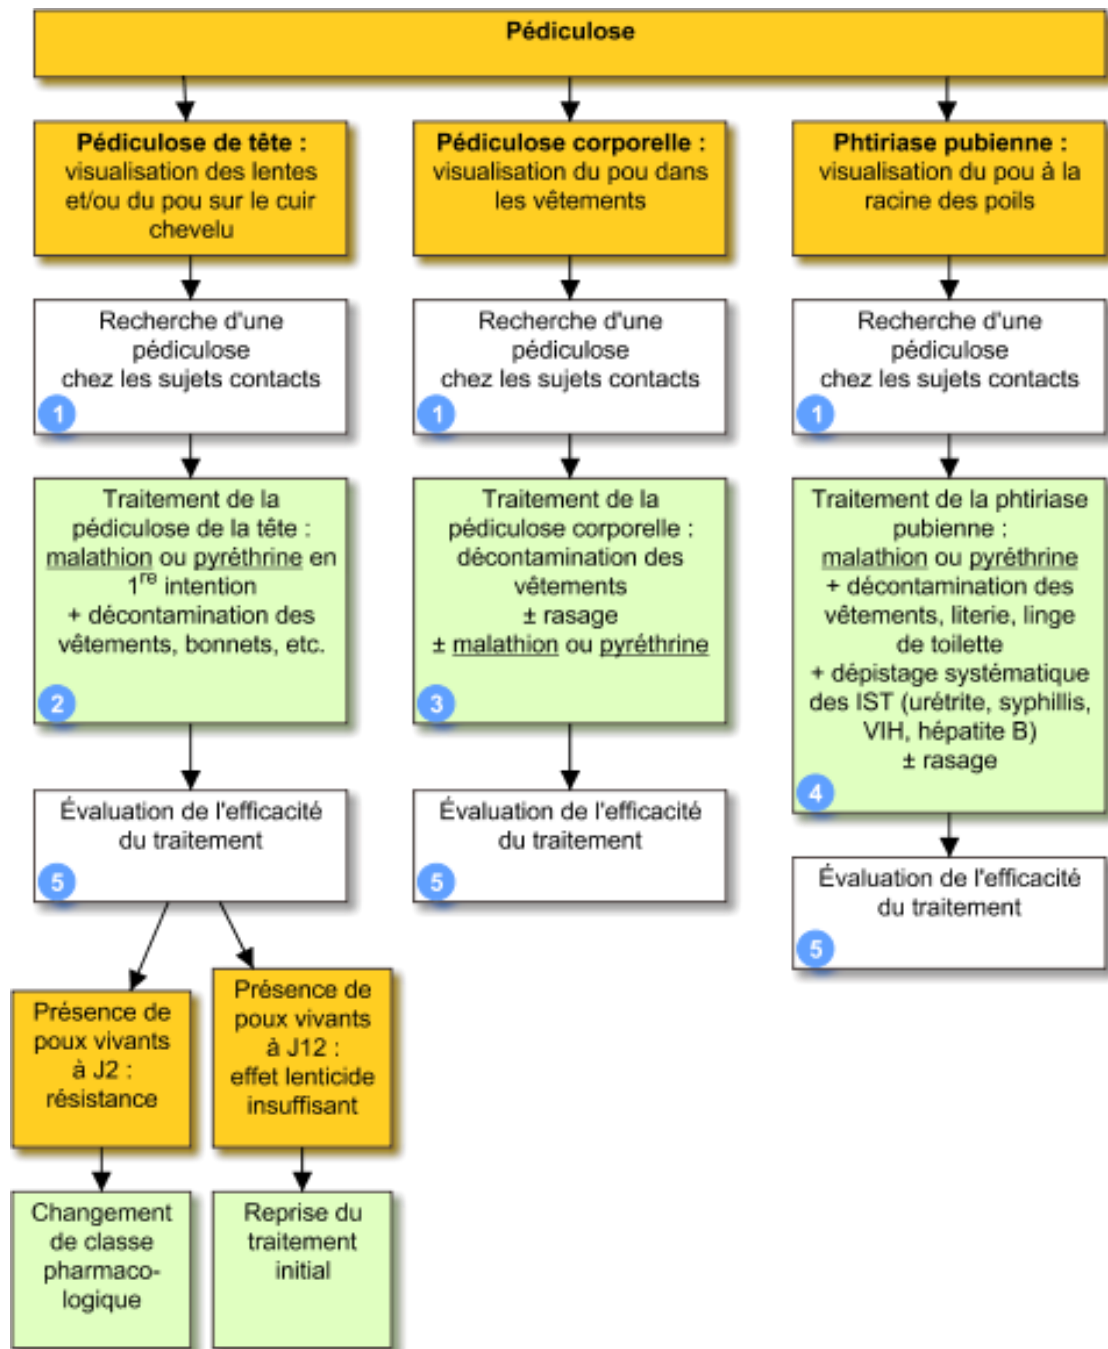 Pédiculose
Pédiculose de tête :
visualisation des lentes
et/ou du pou sur le cuir
chevelu
Recherche d'une
pédiculose
chez les sujets contacts
1
Traitement de la
pédiculose de la tête :
malathion ou pyréthrine en
1re intention
+ décontamination des
vêtements, bonnets, etc.
2
Évaluation de l'efficacité
du traitement
5
Présence de
poux vivants
à J2 :
résistance
Changement
de classe
pharmaco-
logique
Présence de
poux vivants
à J12 :
effet lenticide
insuffisant
Reprise du
traitement
initial
Pédiculose corporelle :
visualisation du pou dans
les vêtements
Recherche d'une
pédiculose
chez les sujets contacts
1
Traitement de la
pédiculose corporelle :
décontamination des
vêtements
± rasage
± malathion ou pyréthrine
3
Évaluation de l'efficacité
du traitement
5
Phtiriase pubienne :
visualisation du pou à la
racine des poils
Recherche d'une
pédiculose
chez les sujets contacts
1
Traitement de la phtiriase
pubienne :
malathion ou pyréthrine
+ décontamination des
vêtements, literie, linge
de toilette
+ dépistage systématique
des IST (urétrite, syphillis,
VIH, hépatite B)
± rasage
4
Évaluation de l'efficacité
du traitement
5